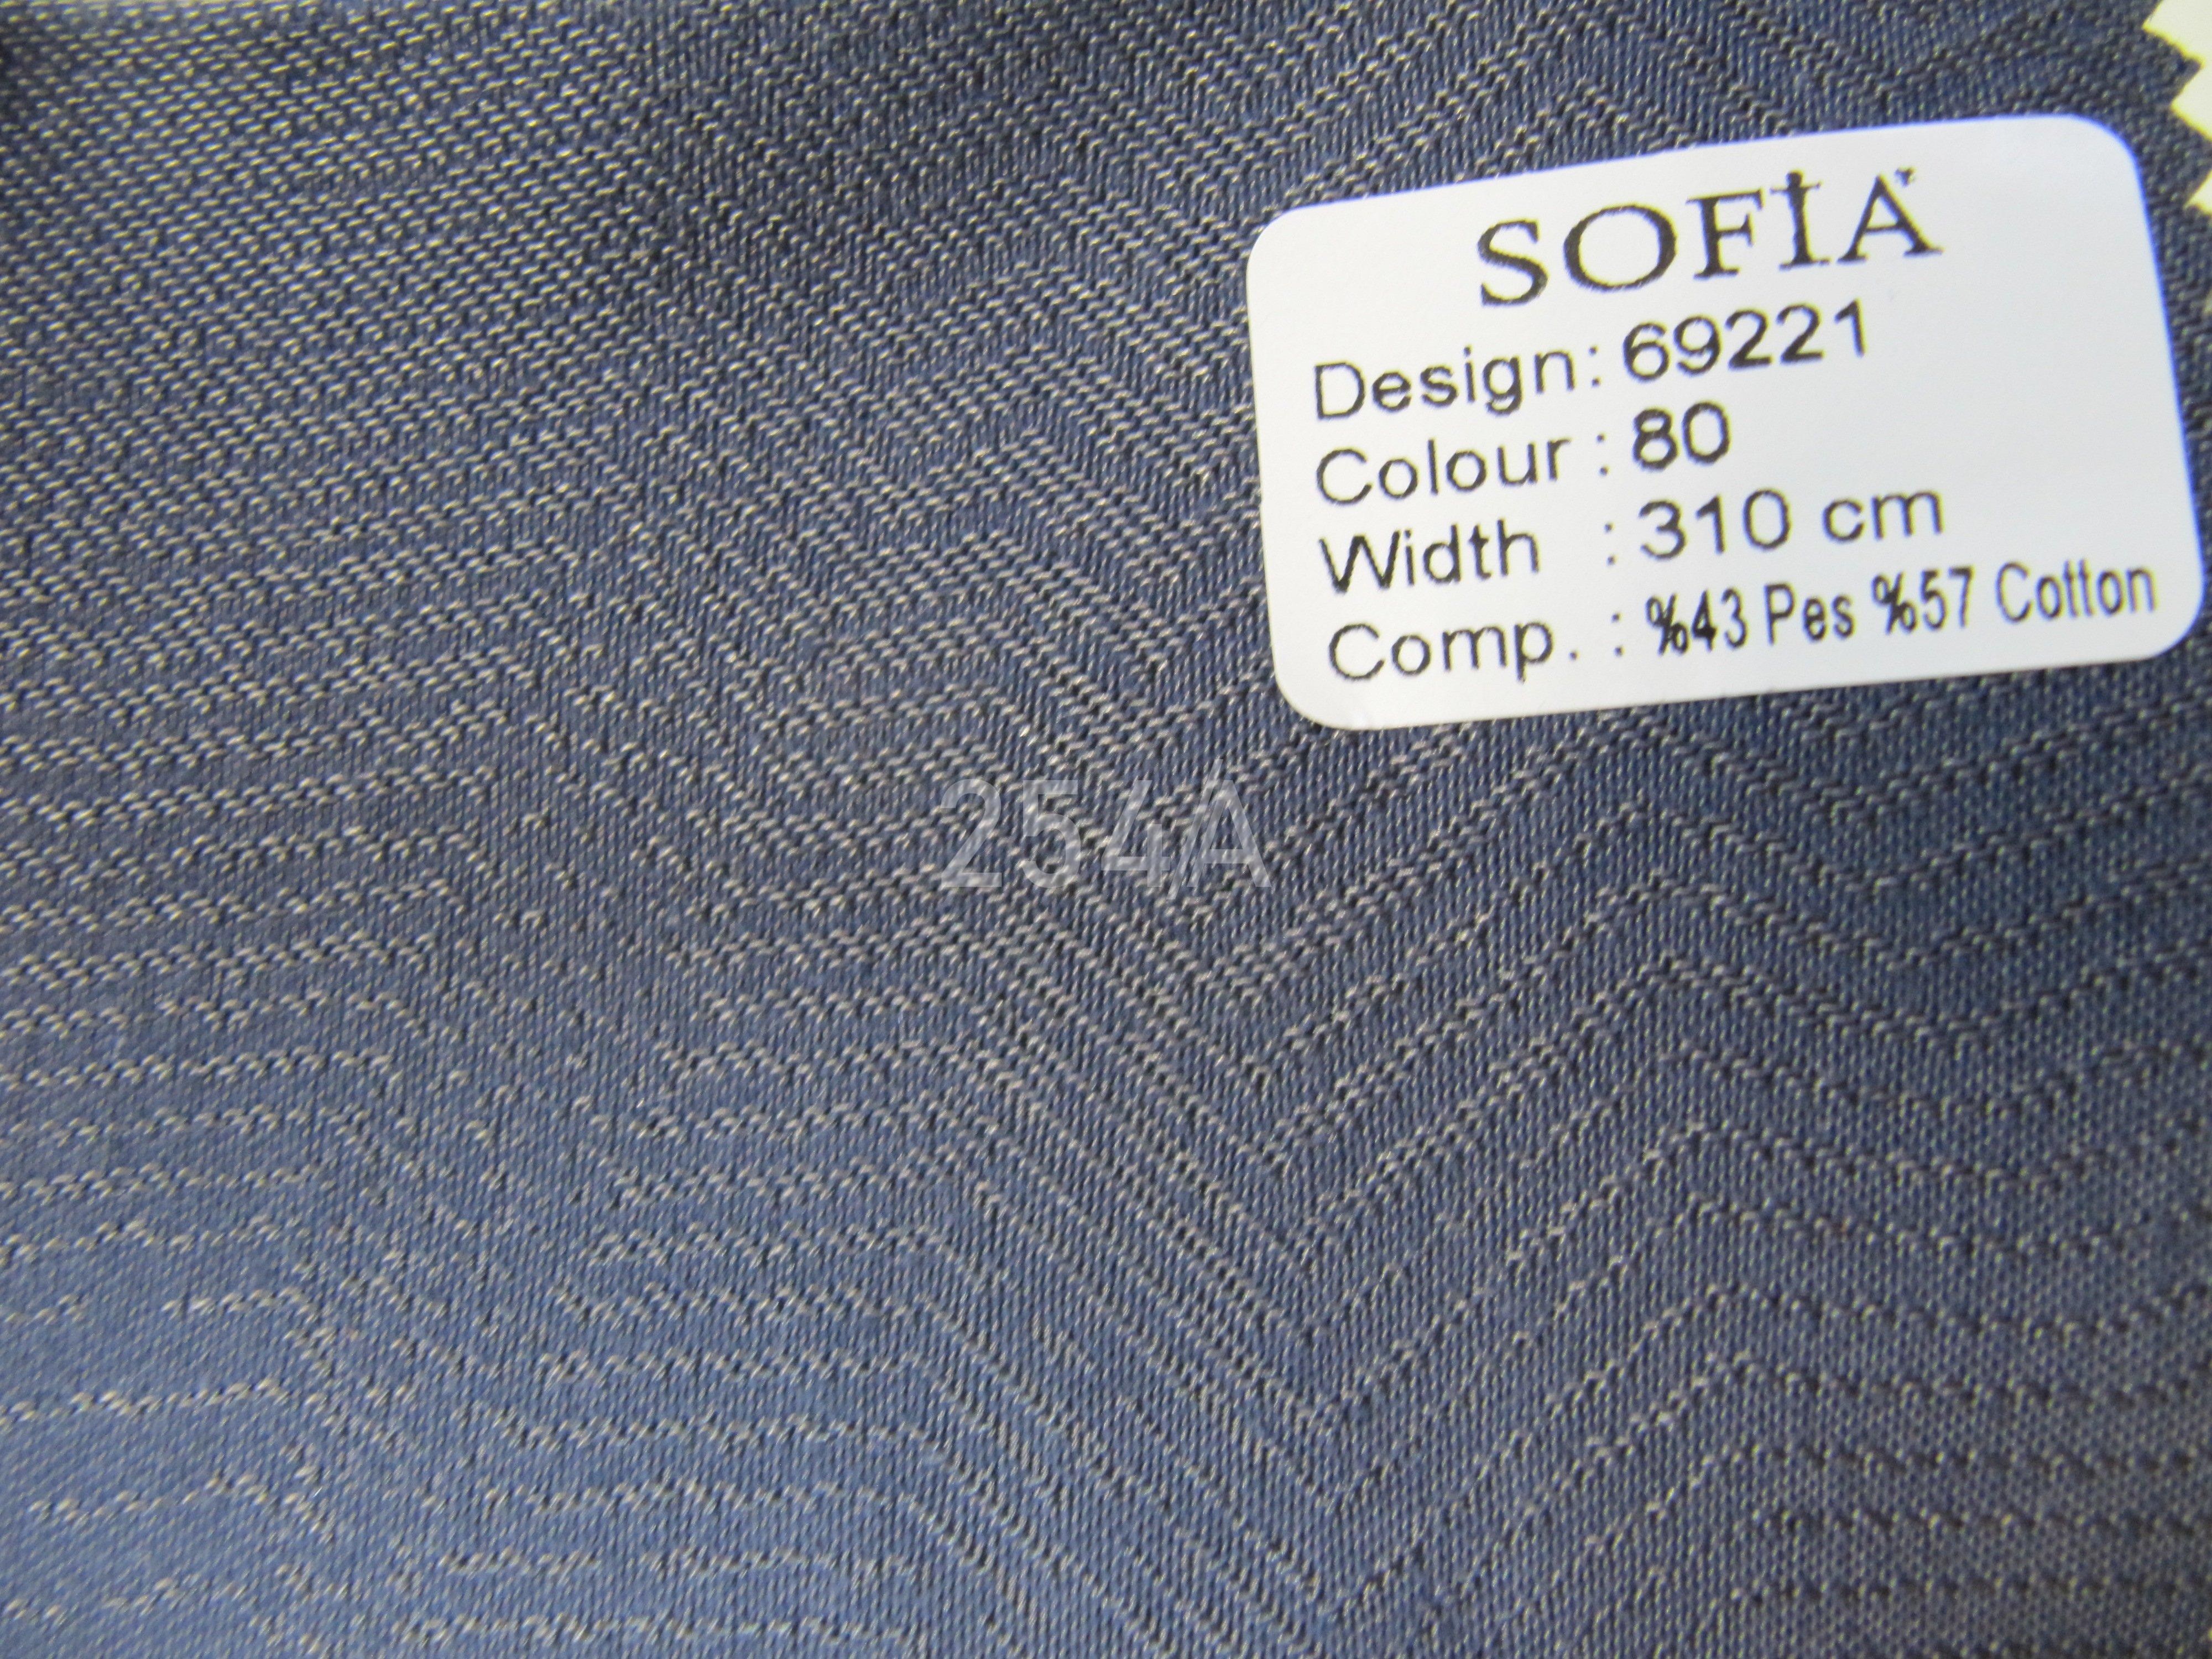 SOFİA
Design: 69221
Colour : 80
Width : 310 cm
Comp. : %43 Pes %57 Cotton
254A